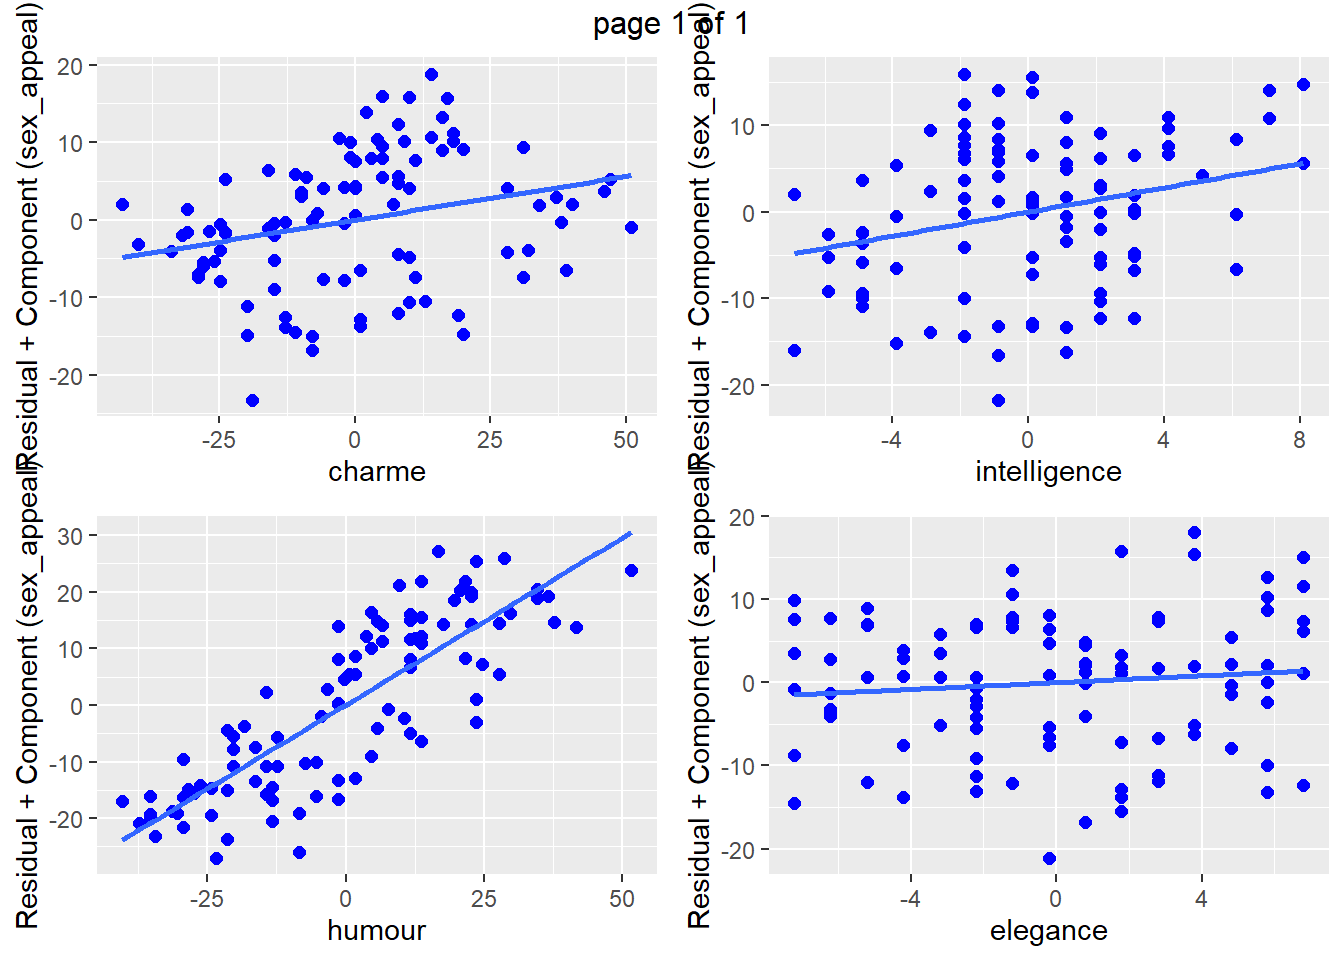 page 1 of 1
Residual + Component (sex_appeal)
20
10
0
-10
-20
-25 0 25 50
charme
Residual + Component (sex_appeal)
10
0
-10
-20
-4 0 4 8
intelligence
Residual + Component (sex_appeal)
30
20
10
0
-10
-20
-25 0 25 50
humour
Residual + Component (sex_appeal)
20
10
0
-10
-20
-4 0 4
elegance